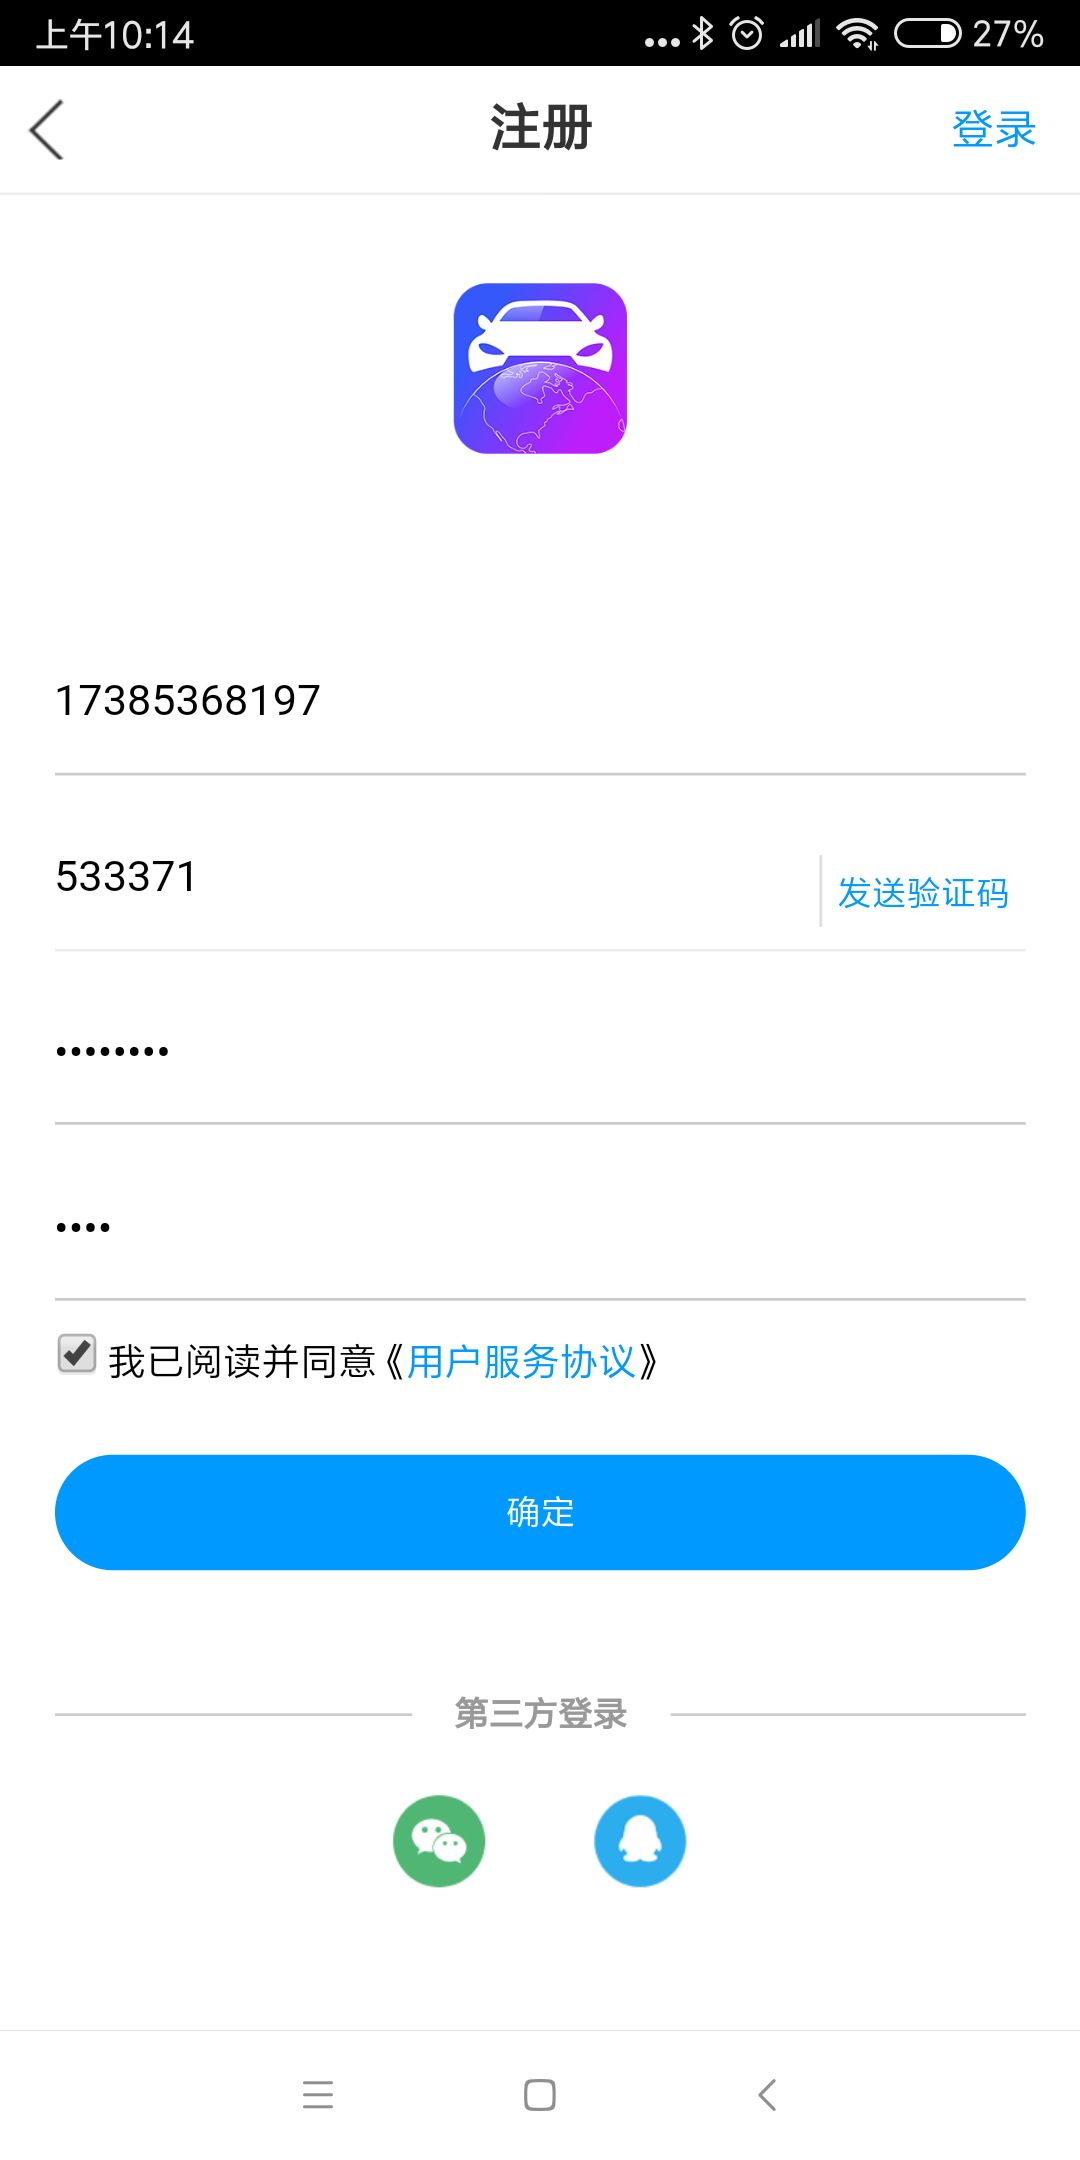 上午10:14
27%
注册
登录
17385368197
533371
发送验证码
••••••••
••••
我已阅读并同意《用户服务协议》
确定
第三方登录